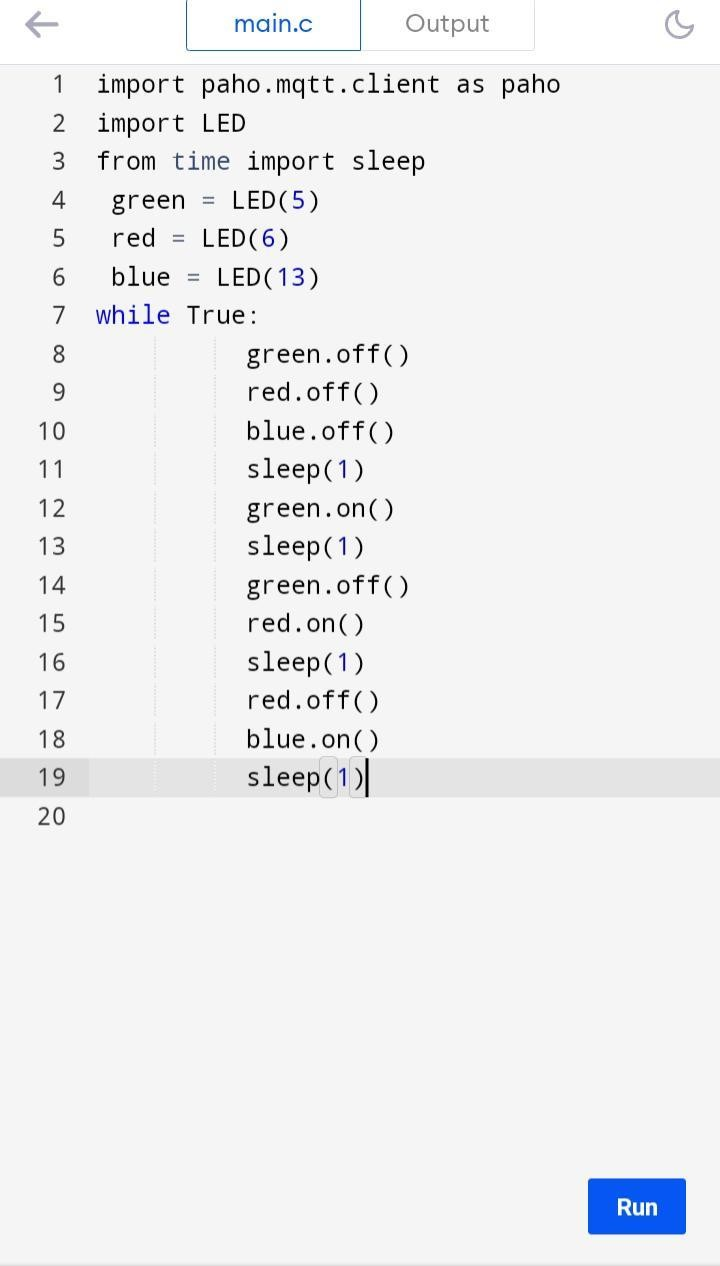 main.c Output
1 import paho.mqtt.client as paho
2 import LED
3 from time import sleep
4  green = LED(5)
5  red = LED(6)
6  blue = LED(13)
7 while True:
8           green.off()
9           red.off()
10           blue.off()
11           sleep(1)
12           green.on()
13           sleep(1)
14           green.off()
15           red.on()
16           sleep(1)
17           red.off()
18           blue.on()
19           sleep(1)
20
Run